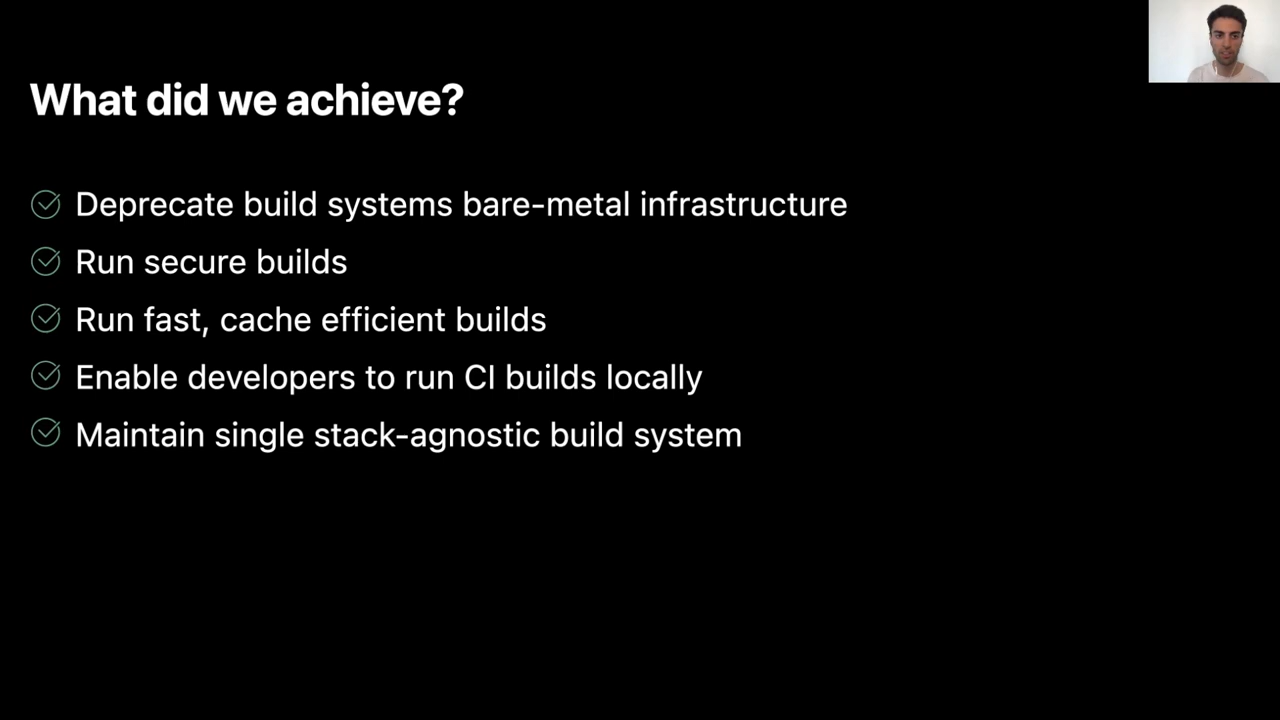 What did we achieve?
Deprecate build systems bare-metal infrastructure
Run secure builds
Run fast, cache efficient builds
Enable developers to run CI builds locally
Maintain single stack-agnostic build system